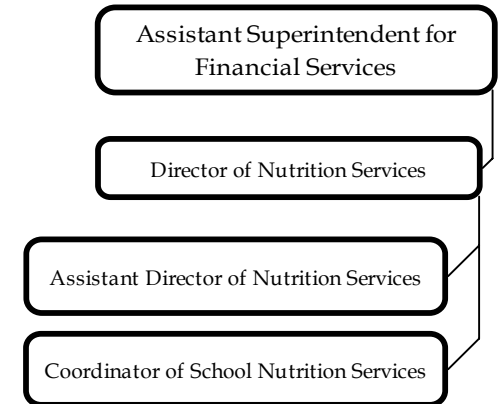 Assistant Superintendent for
Financial Services
Director of Nutrition Services
Assistant Director of Nutrition Services
Coordinator of School Nutrition Services